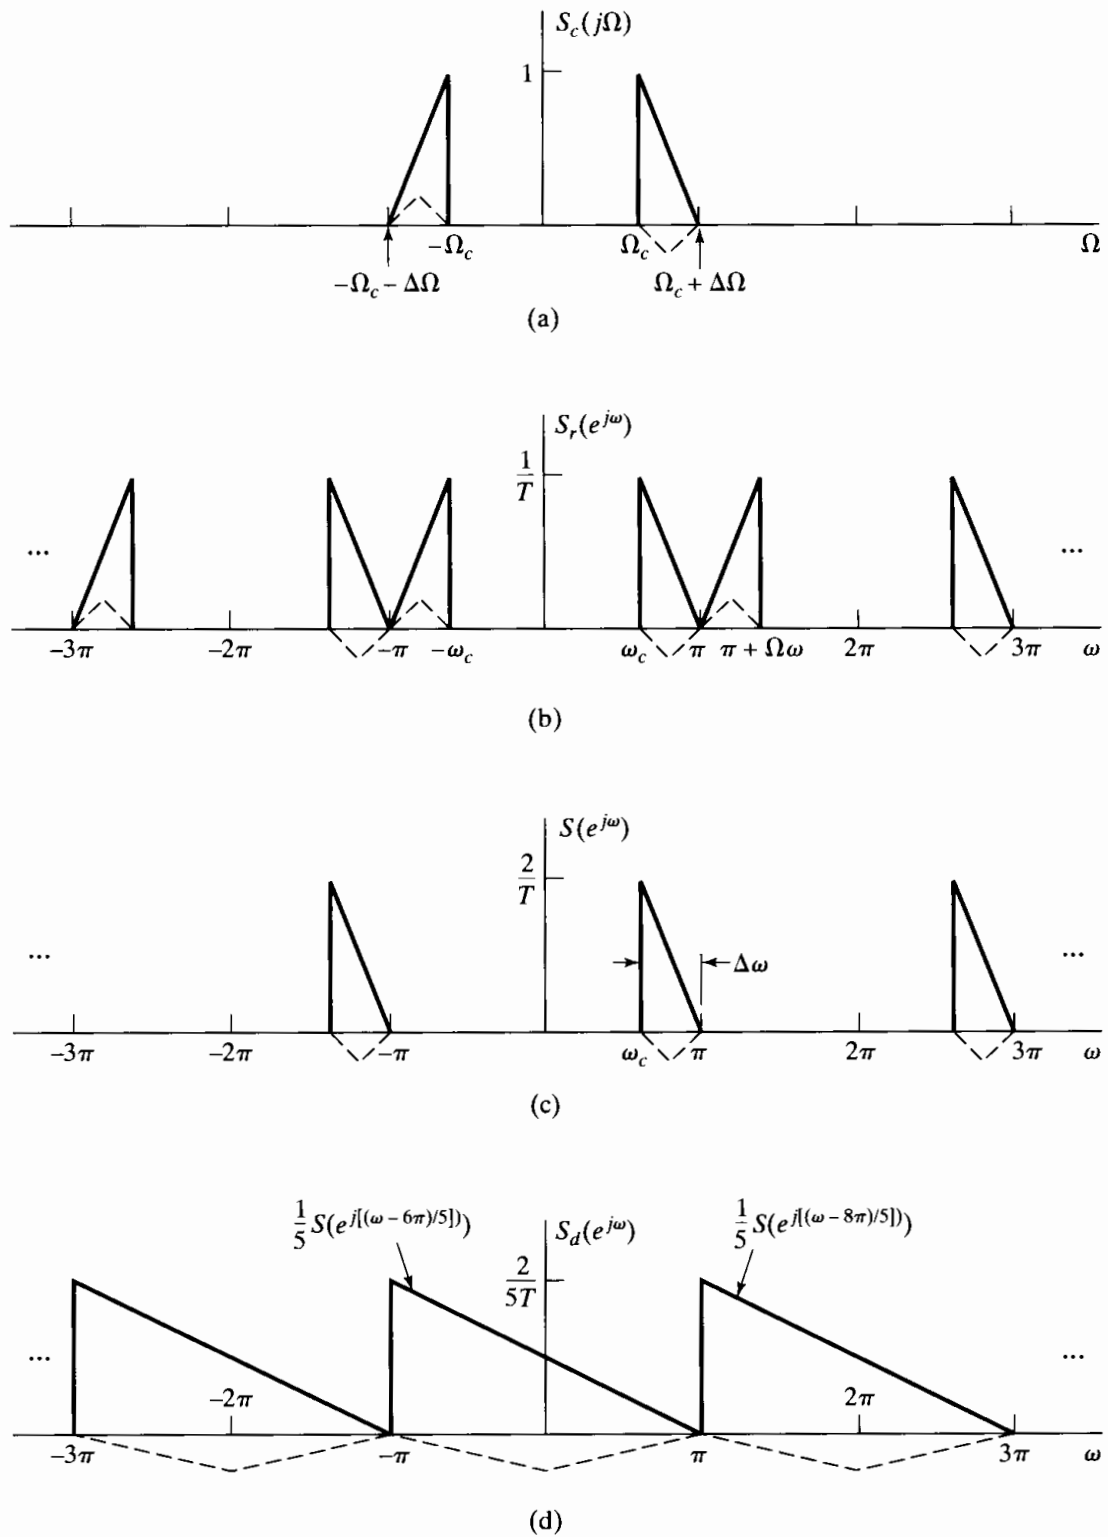 S_c(jΩ)
1
−Ω_c Ω_c Ω
−Ω_c − ΔΩ Ω_c + ΔΩ
(a)
S_r(e^{jω})
1/T
... ...
−3π −2π −π −ω_c ω_c π π + Ωω 2π 3π ω
(b)
S(e^{jω})
2/T
... Δω ...
−3π −2π −π ω_c π 2π 3π ω
(c)
1/5 S(e^{j[(ω − 6π)/5]}) S_d(e^{jω}) 1/5 S(e^{j[(ω − 8π)/5]})
2/5T
... ...
−2π 2π
−3π −π π 3π ω
(d)